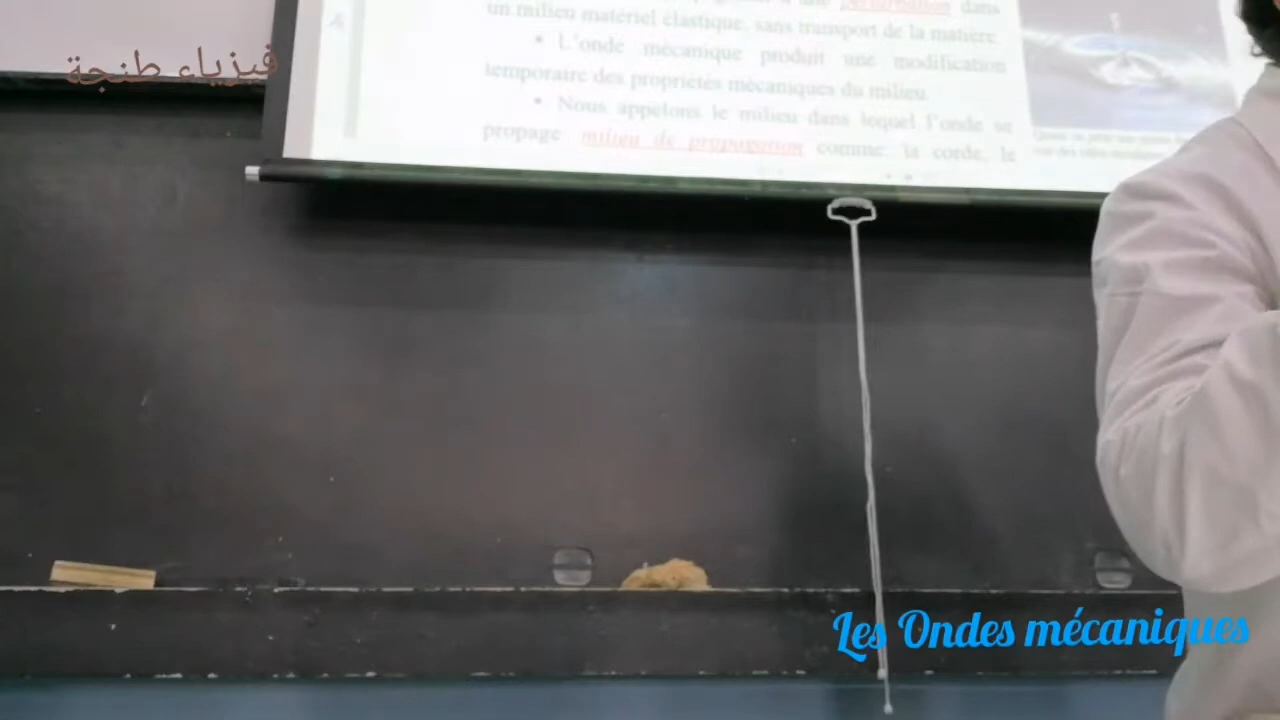 perturbation dans
un milieu matériel élastique, sans transport de la matière.
• L'onde mécanique produit une modification
temporaire des propriétés mécaniques du milieu.
• Nous appelons le milieu dans lequel l'onde se
propage milieu de propagation comme: la corde, le
فيزياء طنجة
Les Ondes mécaniques